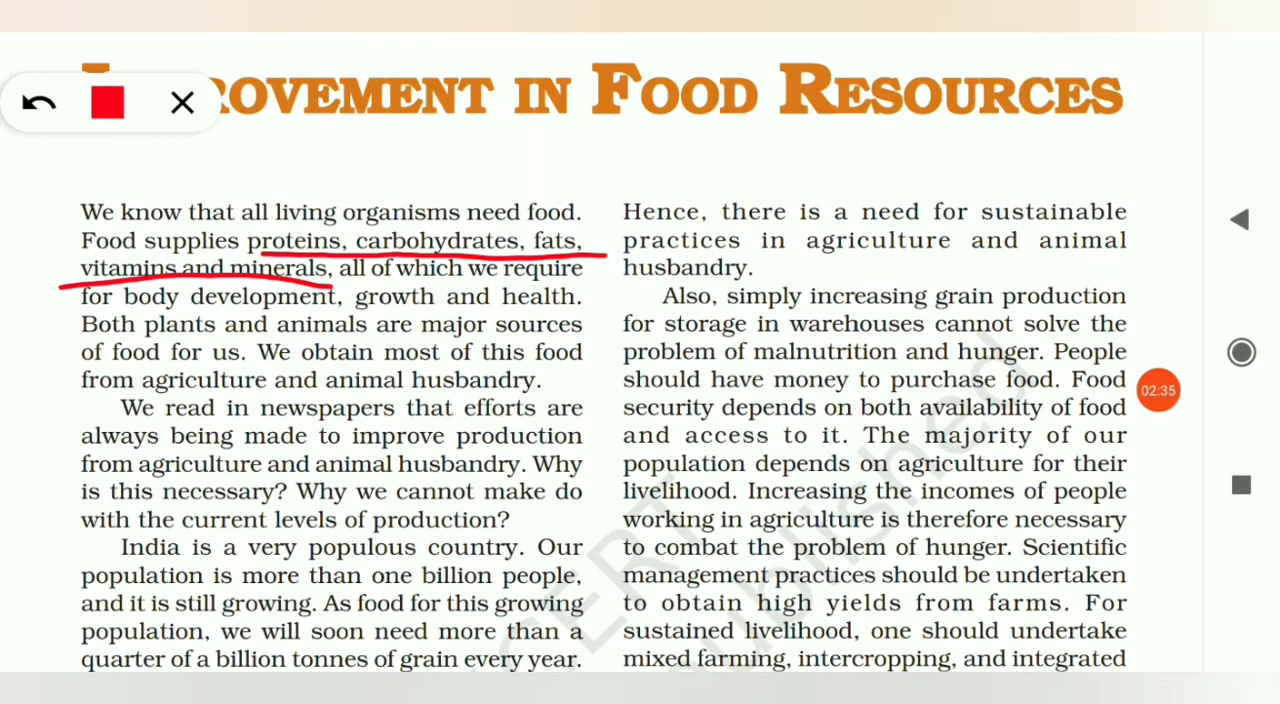 ROVEMENT IN FOOD RESOURCES
We know that all living organisms need food.
Food supplies proteins, carbohydrates, fats,
vitamins and minerals, all of which we require
for body development, growth and health.
Both plants and animals are major sources
of food for us. We obtain most of this food
from agriculture and animal husbandry.
We read in newspapers that efforts are
always being made to improve production
from agriculture and animal husbandry. Why
is this necessary? Why we cannot make do
with the current levels of production?
India is a very populous country. Our
population is more than one billion people,
and it is still growing. As food for this growing
population, we will soon need more than a
quarter of a billion tonnes of grain every year.
Hence, there is a need for sustainable
practices in agriculture and animal
husbandry.
Also, simply increasing grain production
for storage in warehouses cannot solve the
problem of malnutrition and hunger. People
should have money to purchase food. Food
security depends on both availability of food
and access to it. The majority of our
population depends on agriculture for their
livelihood. Increasing the incomes of people
working in agriculture is therefore necessary
to combat the problem of hunger. Scientific
management practices should be undertaken
to obtain high yields from farms. For
sustained livelihood, one should undertake
mixed farming, intercropping, and integrated
02:35